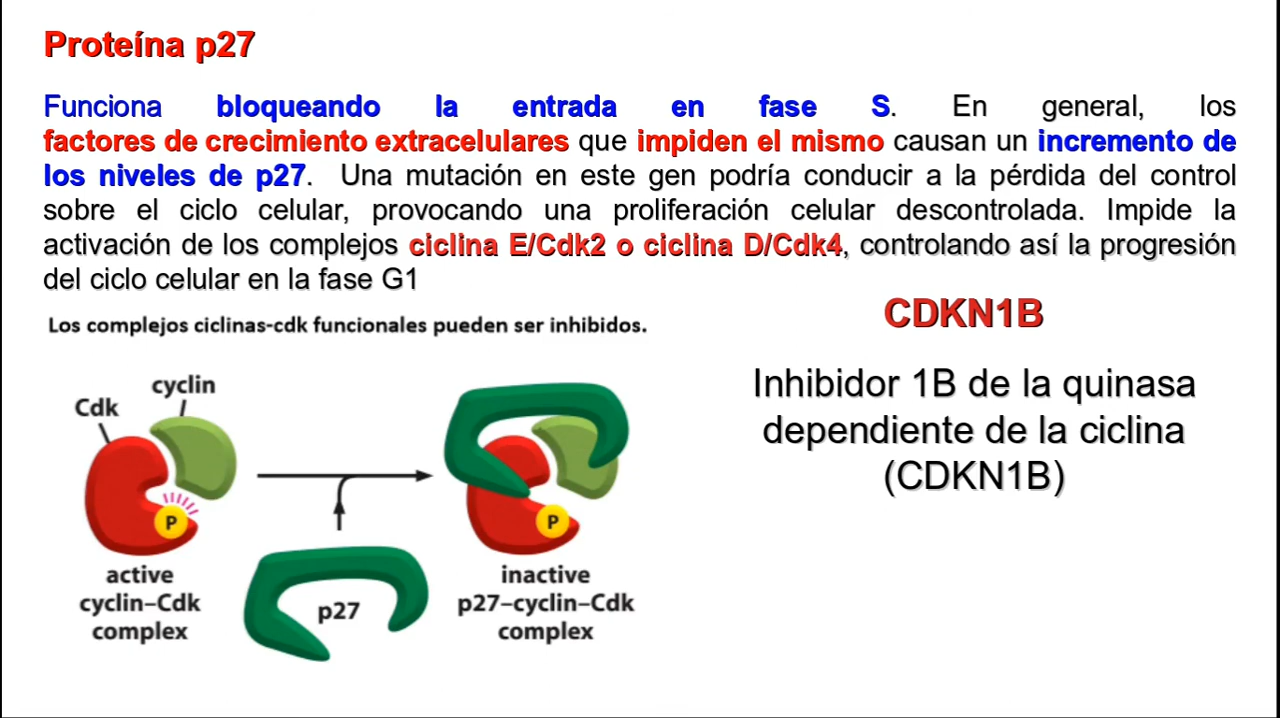 Proteína p27
Funciona bloqueando la entrada en fase S. En general, los
factores de crecimiento extracelulares que impiden el mismo causan un incremento de
los niveles de p27. Una mutación en este gen podría conducir a la pérdida del control
sobre el ciclo celular, provocando una proliferación celular descontrolada. Impide la
activación de los complejos ciclina E/Cdk2 o ciclina D/Cdk4, controlando así la progresión
del ciclo celular en la fase G1
CDKN1B
Los complejos ciclinas-cdk funcionales pueden ser inhibidos.
Inhibidor 1B de la quinasa
dependiente de la ciclina
(CDKN1B)
cyclin
Cdk
P
P
active
cyclin–Cdk
complex
p27
inactive
p27–cyclin–Cdk
complex